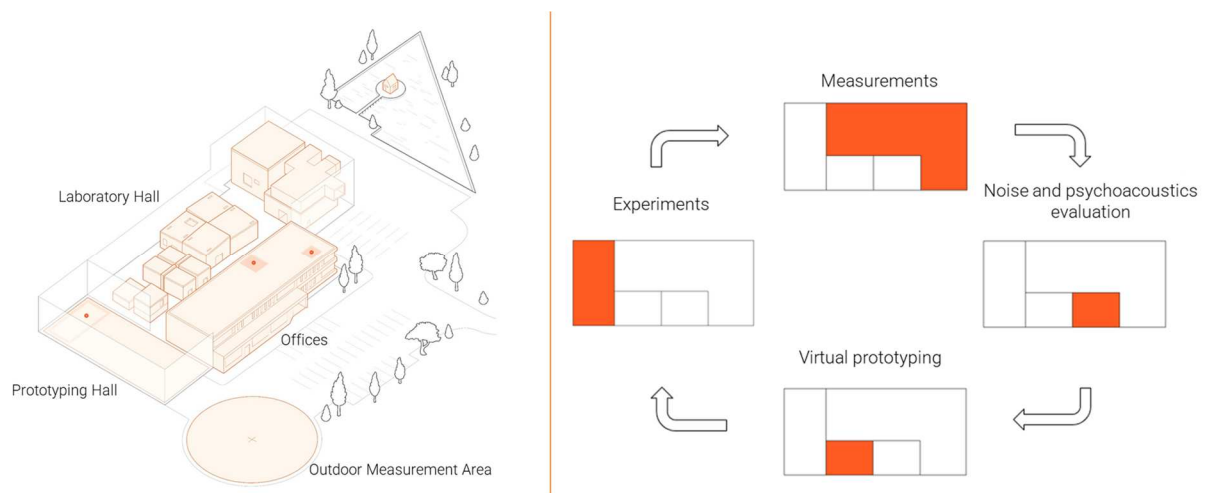 Laboratory Hall
Offices
Prototyping Hall
Outdoor Measurement Area
Measurements
Noise and psychoacoustics
evaluation
Experiments
Virtual prototyping